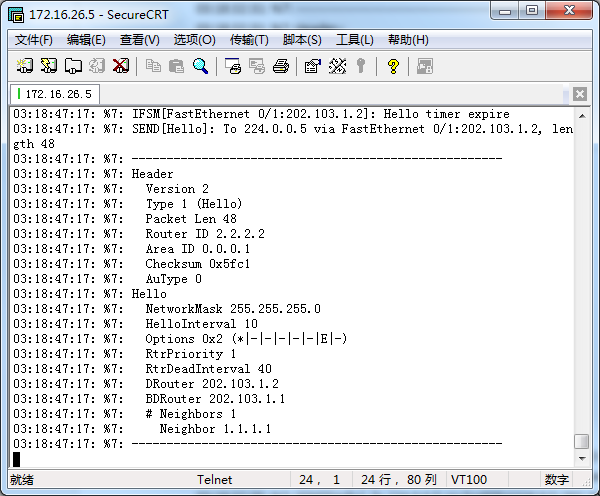 172.16.26.5 - SecureCRT
文件(F) 编辑(E) 查看(V) 选项(O) 传输(T) 脚本(S) 工具(L) 帮助(H)
172.16.26.5
03:18:47:17: %7: IFSM[FastEthernet 0/1:202.103.1.2]: Hello timer expire
03:18:47:17: %7: SEND[Hello]: To 224.0.0.5 via FastEthernet 0/1:202.103.1.2, len
gth 48
03:18:47:17: %7: -----------------------------------------------------
03:18:47:17: %7: Header
03:18:47:17: %7:   Version 2
03:18:47:17: %7:   Type 1 (Hello)
03:18:47:17: %7:   Packet Len 48
03:18:47:17: %7:   Router ID 2.2.2.2
03:18:47:17: %7:   Area ID 0.0.0.1
03:18:47:17: %7:   Checksum 0x5fc1
03:18:47:17: %7:   AuType 0
03:18:47:17: %7: Hello
03:18:47:17: %7:   NetworkMask 255.255.255.0
03:18:47:17: %7:   HelloInterval 10
03:18:47:17: %7:   Options 0x2 (*|-|-|-|-|-|E|-)
03:18:47:17: %7:   RtrPriority 1
03:18:47:17: %7:   RtrDeadInterval 40
03:18:47:17: %7:   DRouter 202.103.1.2
03:18:47:17: %7:   BDRouter 202.103.1.1
03:18:47:17: %7:   # Neighbors 1
03:18:47:17: %7:     Neighbor 1.1.1.1
03:18:47:17: %7: -----------------------------------------------------
就绪 Telnet 24, 1 24 行, 80 列 VT100 数字